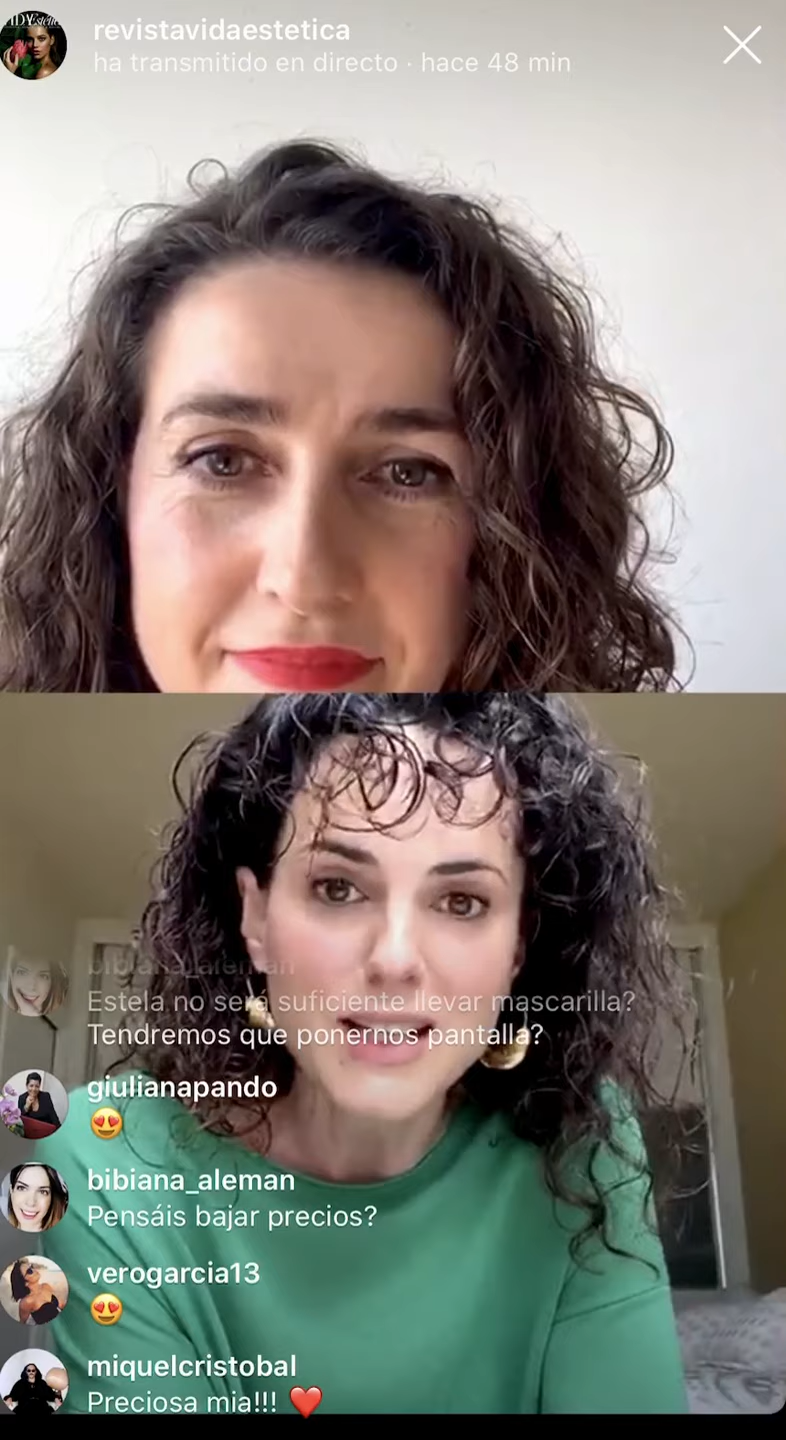 revistavidaestetica
ha transmitido en directo · hace 48 min
bibiana_aleman
Estela no será suficiente llevar mascarilla?
Tendremos que ponernos pantalla?
giulianapando
😍
bibiana_aleman
Pensáis bajar precios?
verogarcia13
😍
miquelcristobal
Preciosa mia!!! ❤️